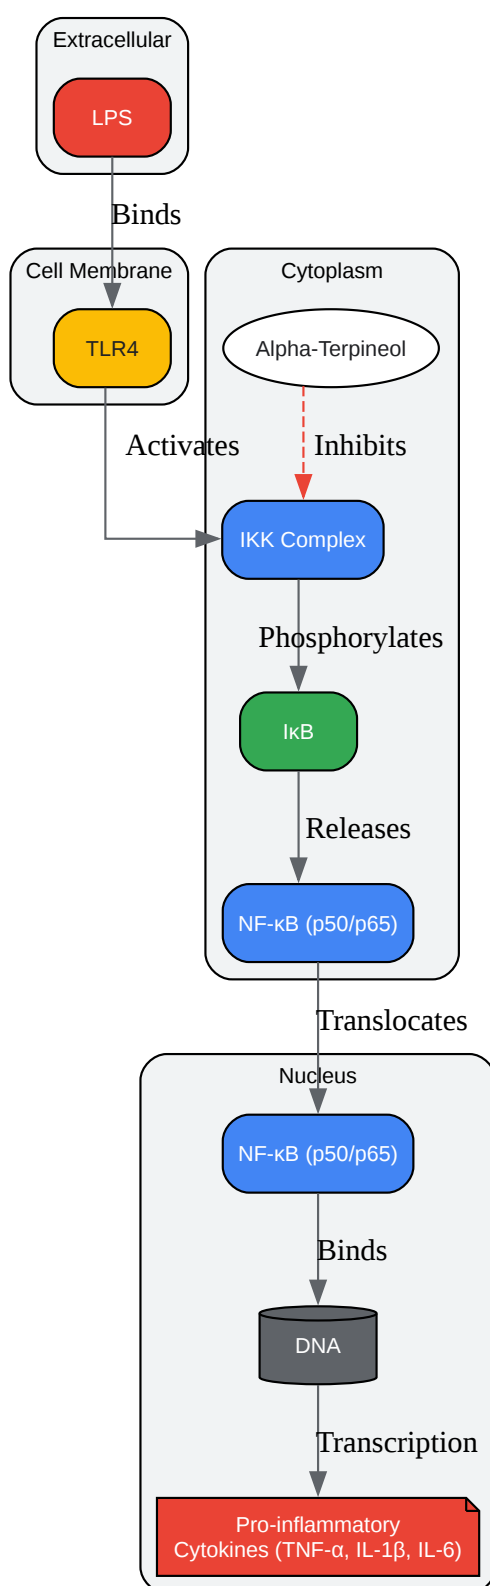 Extracellular
LPS
Binds
Cell Membrane
Cytoplasm
TLR4
Alpha-Terpineol
Activates
Inhibits
IKK Complex
Phosphorylates
IκB
Releases
NF-κB (p50/p65)
Translocates
Nucleus
NF-κB (p50/p65)
Binds
DNA
Transcription
Pro-inflammatory
Cytokines (TNF-α, IL-1β, IL-6)